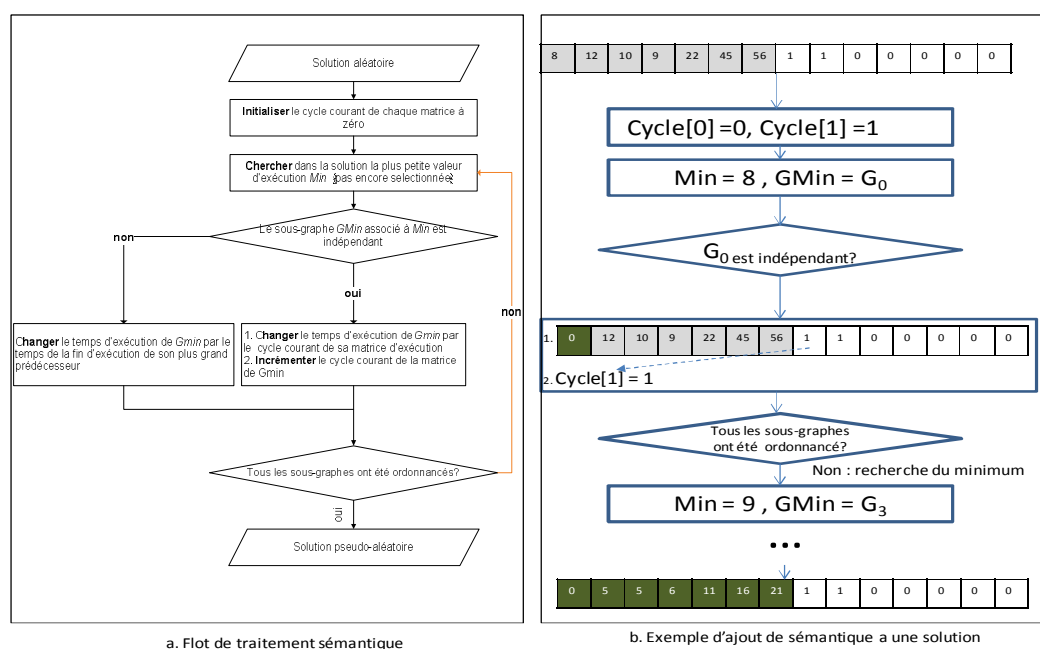 Solution aléatoire
Initialiser le cycle courant de chaque matrice à
zéro
Chercher dans la solution la plus petite valeur
d'exécution Min (pas encore selectionnée)
Le sous-graphe GMin associé à Min est
indépendant
non
oui
non
Changer le temps d'exécution de Gmin par le
temps de la fin d'exécution de son plus grand
prédécesseur
1. Changer le temps d'exécution de Gmin par
le cycle courant de sa matrice d'exécution
2. Incrémenter le cycle courant de la matrice
de Gmin
Tous les sous-graphes ont été ordonnancés?
oui
Solution pseudo-aléatoire
a. Flot de traitement sémantique
8 12 10 9 22 45 56 1 1 0 0 0 0 0
Cycle[0] =0, Cycle[1] =1
Min = 8 , GMin = G0
G0 est indépendant?
1. 0 12 10 9 22 45 56 1 1 0 0 0 0 0
2. Cycle[1] = 1
Tous les sous-graphes
ont été ordonnancé?
Non : recherche du minimum
Min = 9 , GMin = G3
...
0 5 5 6 11 16 21 1 1 0 0 0 0 0
b. Exemple d'ajout de sémantique a une solution